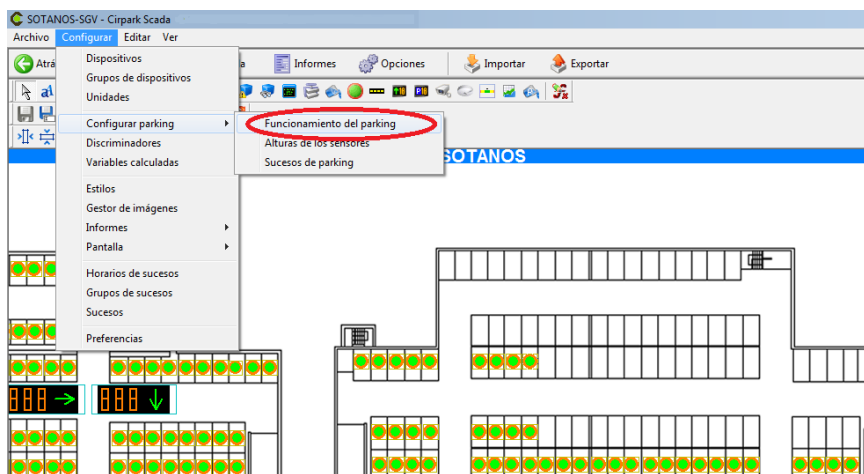 SOTANOS-SGV - Cirpark Scada
Archivo Configurar Editar Ver
Atrá
Informes Opciones Importar Exportar
Dispositivos
Grupos de dispositivos
Unidades
Configurar parking
Discriminadores
Variables calculadas
Estilos
Gestor de imágenes
Informes
Pantalla
Horarios de sucesos
Grupos de sucesos
Sucesos
Preferencias
Funcionamiento del parking
Alturas de los sensores
Sucesos de parking
SOTANOS
888 → 888 ↓